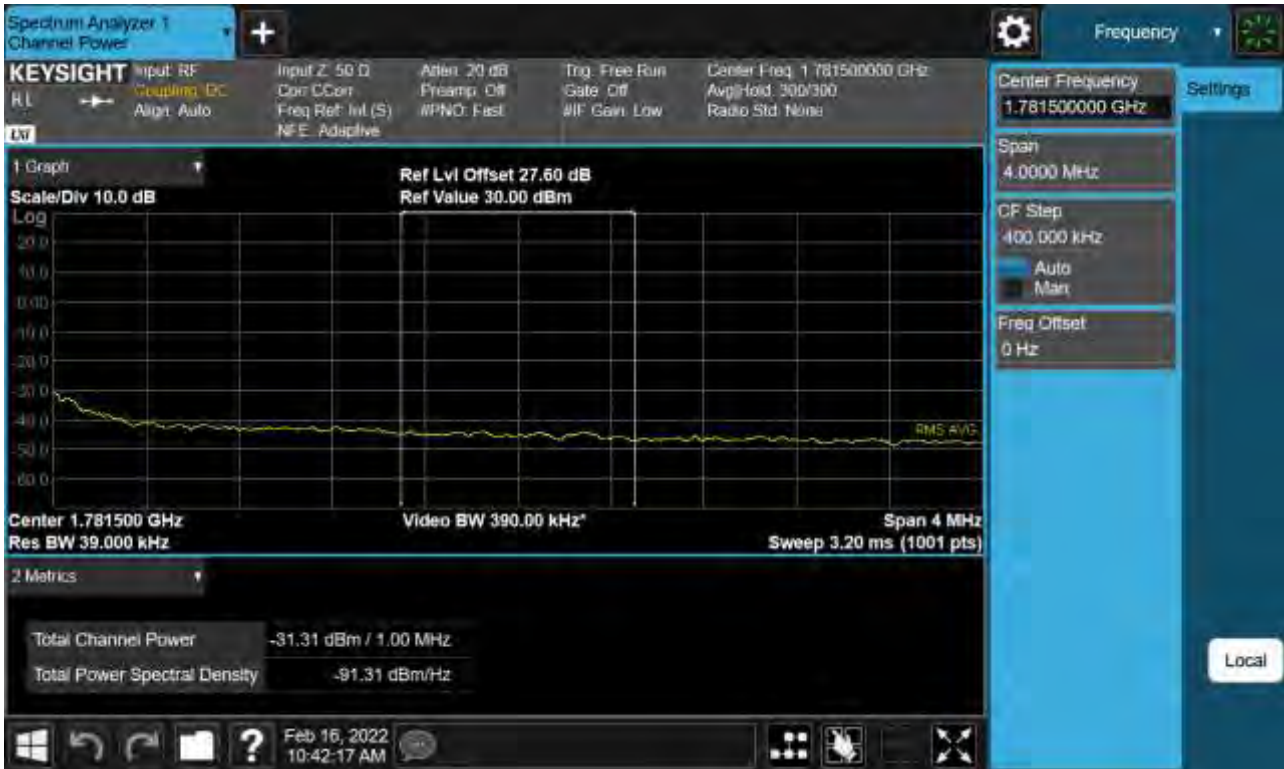 Spectrum Analyzer 1
Channel Power
Frequency
KEYSIGHT
Input: RF
Coupling: DC
Align: Auto
Input Z: 50 Ω
Corr CCorr
Freq Ref: Int (S)
NFE: Adaptive
Atten: 20 dB
Preamp: Off
#PNO: Fast
Trig: Free Run
Gate: Off
#IF Gain: Low
Center Freq: 1.781500000 GHz
Avg|Hold: 300/300
Radio Std: None
RL
LXI
1 Graph
Scale/Div 10.0 dB
Ref Lvl Offset 27.60 dB
Ref Value 30.00 dBm
Log
20.0
10.0
0.00
-10.0
-20.0
-30.0
-40.0
-50.0
-60.0
RMS AVG
Center 1.781500 GHz
Video BW 390.00 kHz*
Span 4 MHz
Res BW 39.000 kHz
Sweep 3.20 ms (1001 pts)
2 Metrics
Total Channel Power
-31.31 dBm / 1.00 MHz
Total Power Spectral Density
-91.31 dBm/Hz
Feb 16, 2022
10:42:17 AM
?
Center Frequency
1.781500000 GHz
Settings
Span
4.0000 MHz
CF Step
400.000 kHz
Auto
Man
Freq Offset
0 Hz
Local